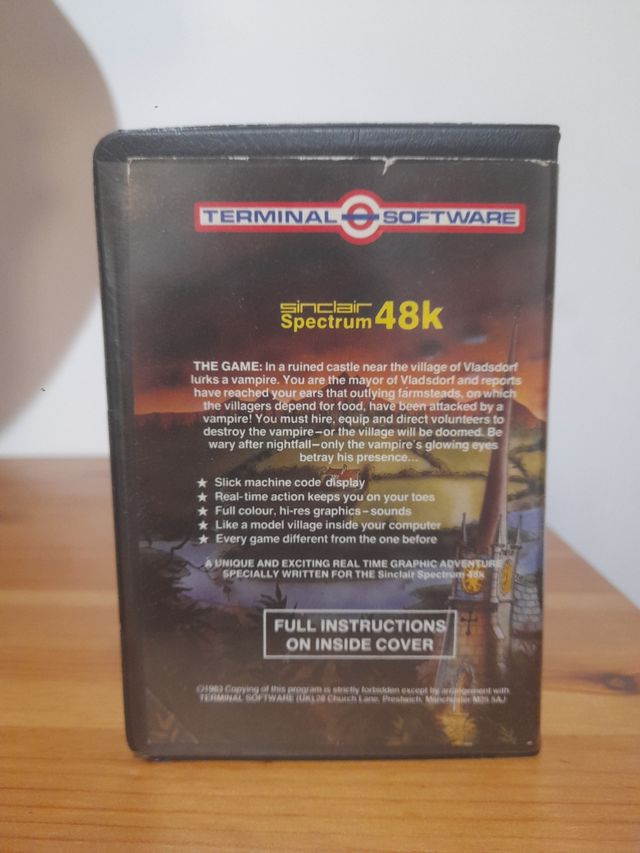 TERMINAL SOFTWARE
sinclair
Spectrum 48k
THE GAME: In a ruined castle near the village of Vladsdorf
lurks a vampire. You are the mayor of Vladsdorf and reports
have reached your ears that outlying farmsteads, on which
the villagers depend for food, have been attacked by a
vampire! You must hire, equip and direct volunteers to
destroy the vampire–or the village will be doomed. Be
wary after nightfall–only the vampire's glowing eyes
betray his presence...
★ Slick machine code display
★ Real-time action keeps you on your toes
★ Full colour, hi-res graphics – sounds
★ Like a model village inside your computer
★ Every game different from the one before
A UNIQUE AND EXCITING REAL TIME GRAPHIC ADVENTURE
SPECIALLY WRITTEN FOR THE Sinclair Spectrum 48k
FULL INSTRUCTIONS
ON INSIDE COVER
©1983 Copying of this program is strictly forbidden except by arrangement with
TERMINAL SOFTWARE (UK) 28 Church Lane, Prestwich, Manchester M25 5AJ